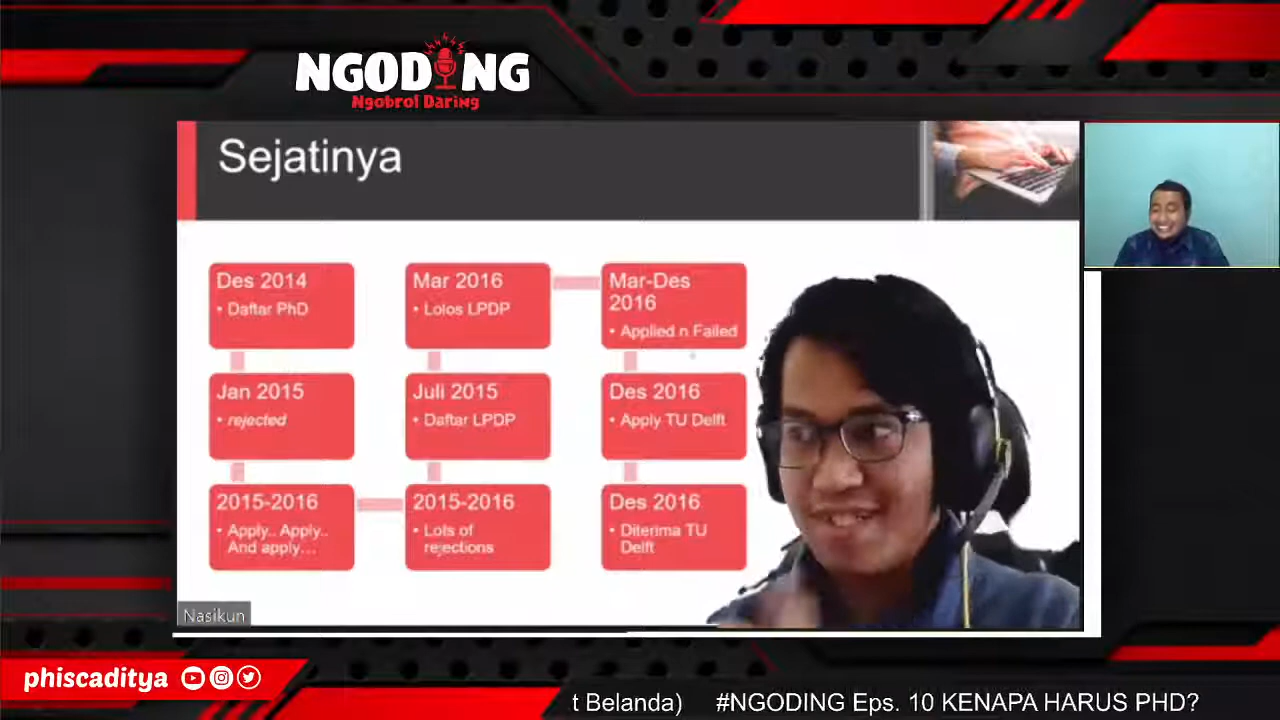 NGODING
Ngobrol Daring
Sejatinya
Des 2014
• Daftar PhD
Jan 2015
• rejected
2015-2016
• Apply.. Apply..
And apply...
2015-2016
• Lots of
rejections
Juli 2015
• Daftar LPDP
Mar 2016
• Lolos LPDP
Mar-Des
2016
• Applied n Failed
Des 2016
• Apply TU Delft
Des 2016
• Diterima TU
Delft
Nasikun
phiscaditya
t Belanda) #NGODING Eps. 10 KENAPA HARUS PHD?